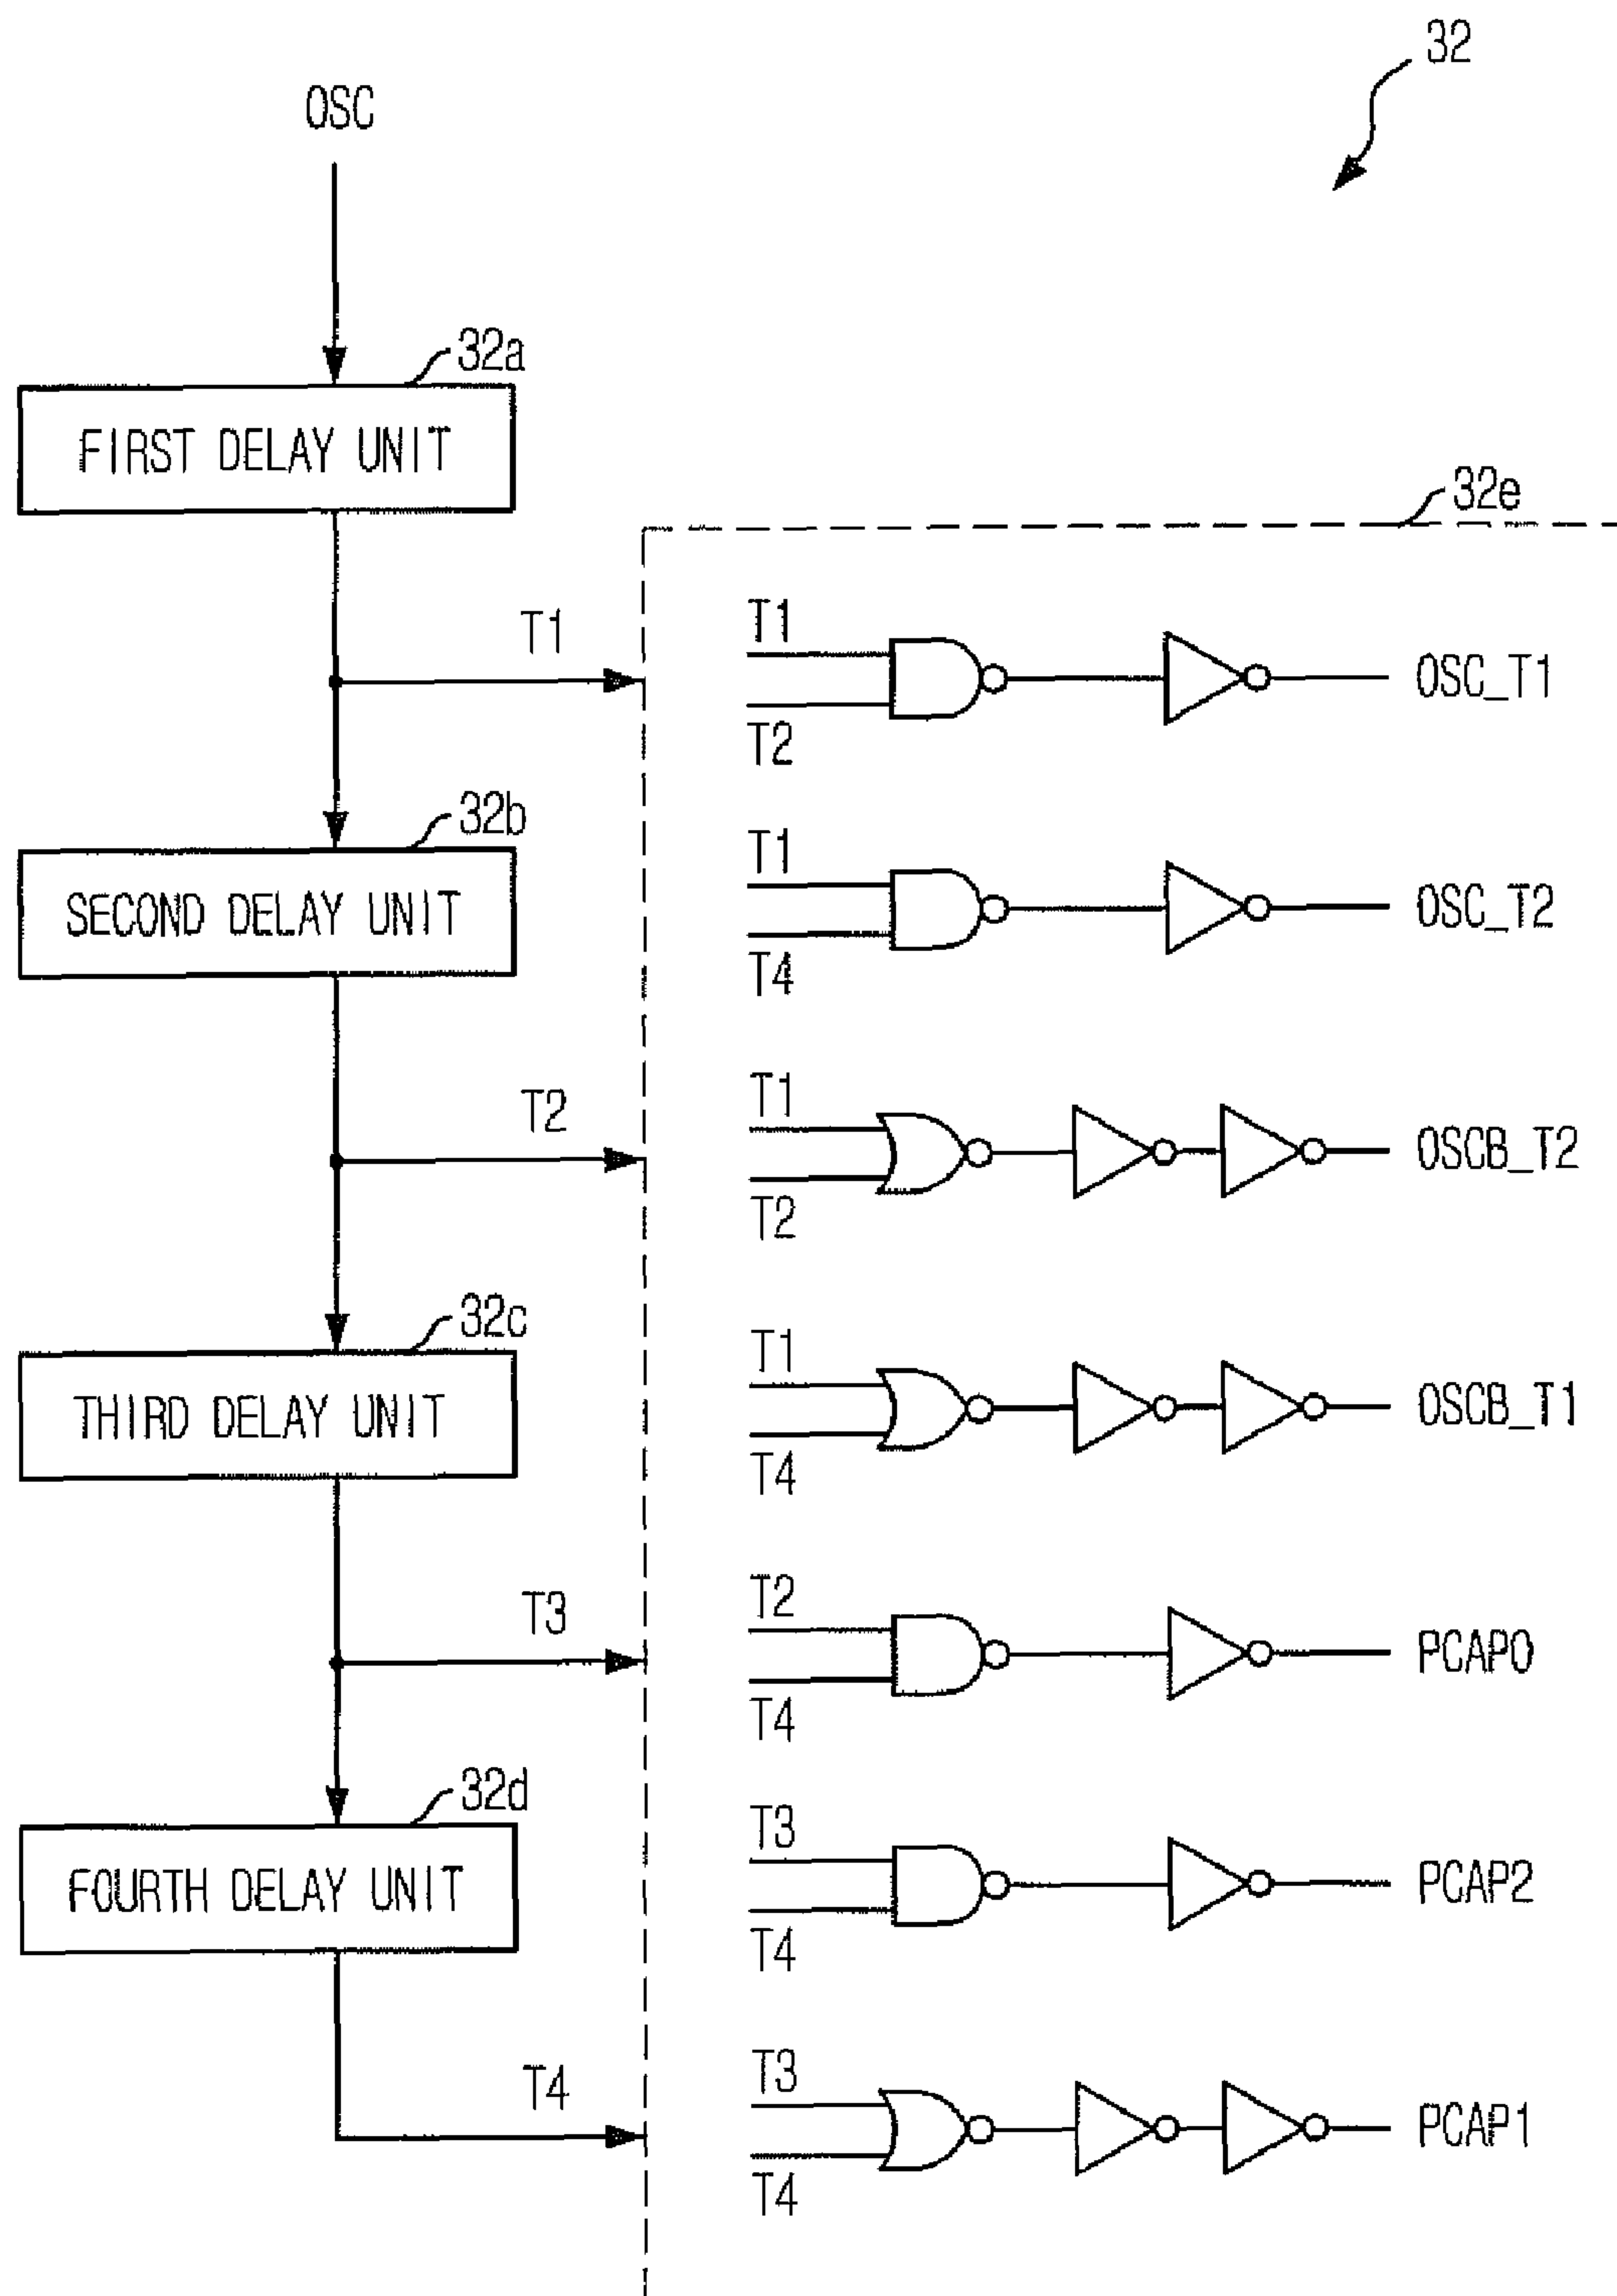 32
OSC
32a
FIRST DELAY UNIT
32e
T1
T1
T2
OSC_T1
32b
SECOND DELAY UNIT
T1
T4
OSC_T2
T2
T1
T2
OSCB_T2
32c
THIRD DELAY UNIT
T1
T4
OSCB_T1
T3
T2
T4
PCAP0
32d
FOURTH DELAY UNIT
T3
T4
PCAP2
T4
T3
T4
PCAP1